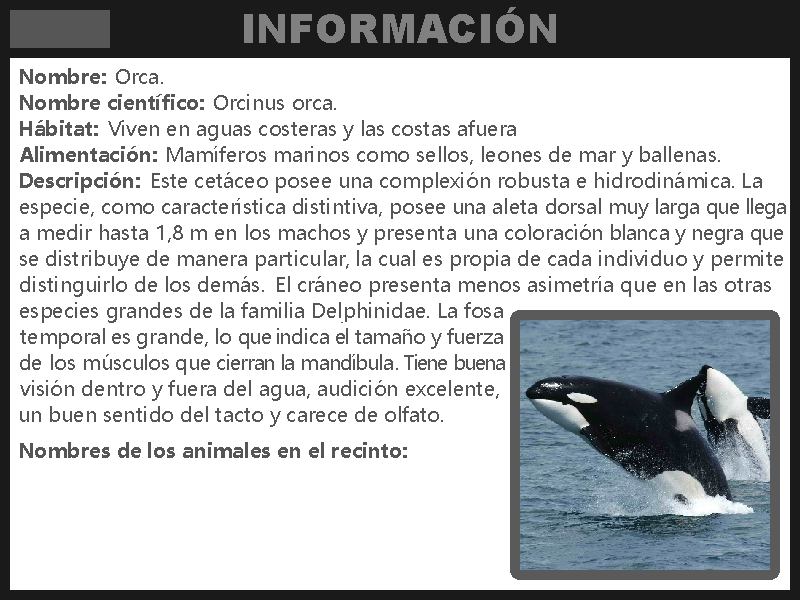 INFORMACIÓN
Nombre: Orca.
Nombre científico: Orcinus orca.
Hábitat: Viven en aguas costeras y las costas afuera
Alimentación: Mamíferos marinos como sellos, leones de mar y ballenas.
Descripción: Este cetáceo posee una complexión robusta e hidrodinámica. La
especie, como característica distintiva, posee una aleta dorsal muy larga que llega
a medir hasta 1,8 m en los machos y presenta una coloración blanca y negra que
se distribuye de manera particular, la cual es propia de cada individuo y permite
distinguirlo de los demás. El cráneo presenta menos asimetría que en las otras
especies grandes de la familia Delphinidae. La fosa
temporal es grande, lo que indica el tamaño y fuerza
de los músculos que cierran la mandíbula. Tiene buena
visión dentro y fuera del agua, audición excelente,
un buen sentido del tacto y carece de olfato.
Nombres de los animales en el recinto: